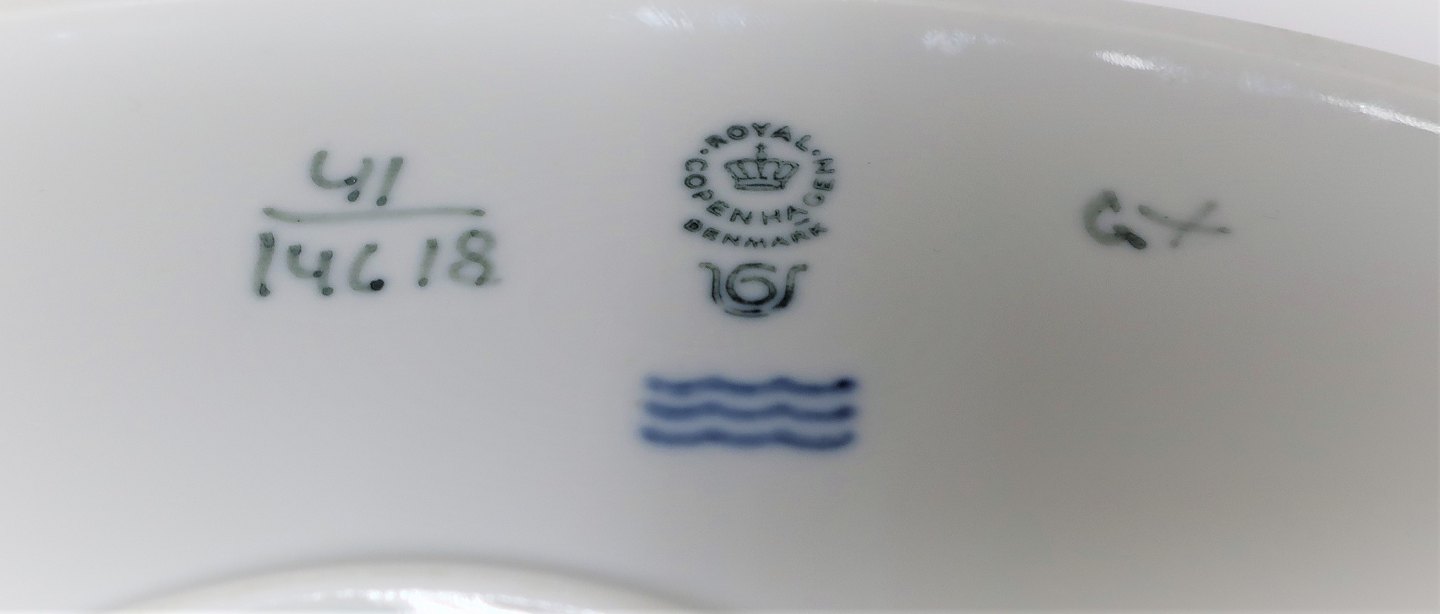 41
14618
ROYAL COPENHAGEN
DENMARK
GX